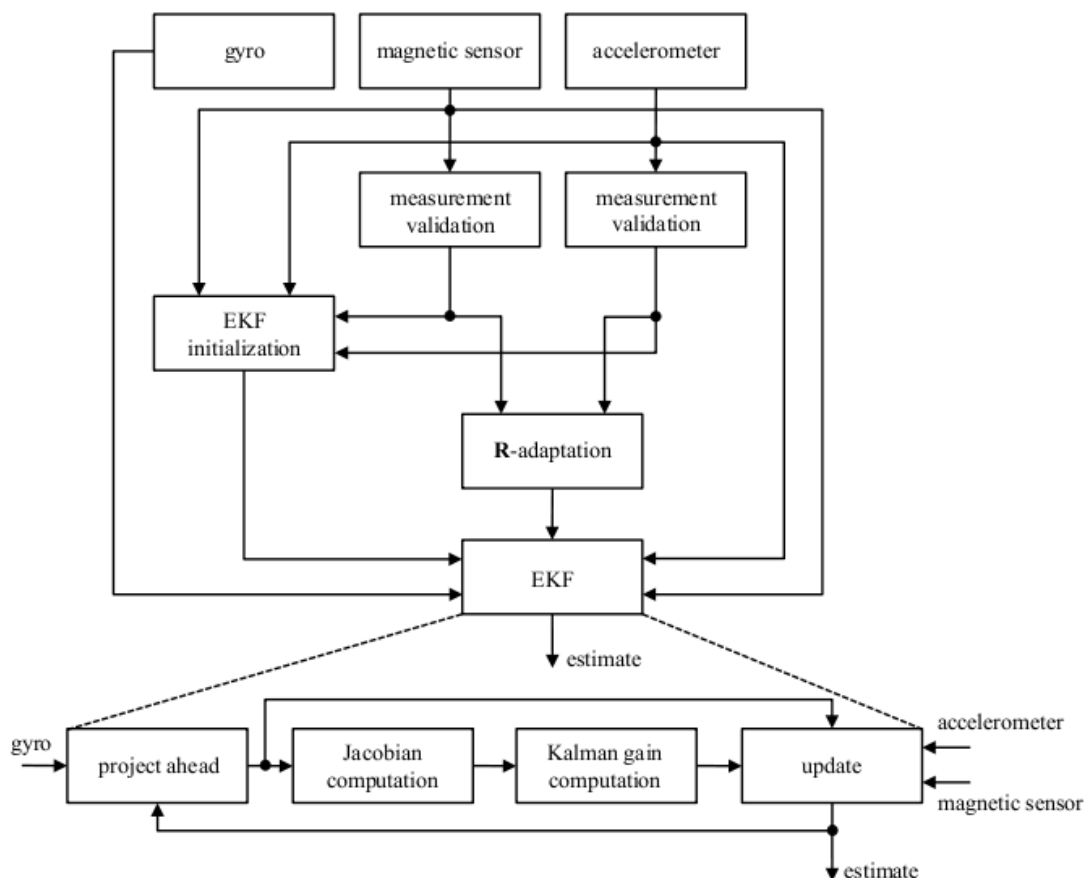 gyro
magnetic sensor
accelerometer
measurement
validation
measurement
validation
EKF
initialization
R-adaptation
EKF
estimate
gyro
project ahead
Jacobian
computation
Kalman gain
computation
update
accelerometer
magnetic sensor
estimate